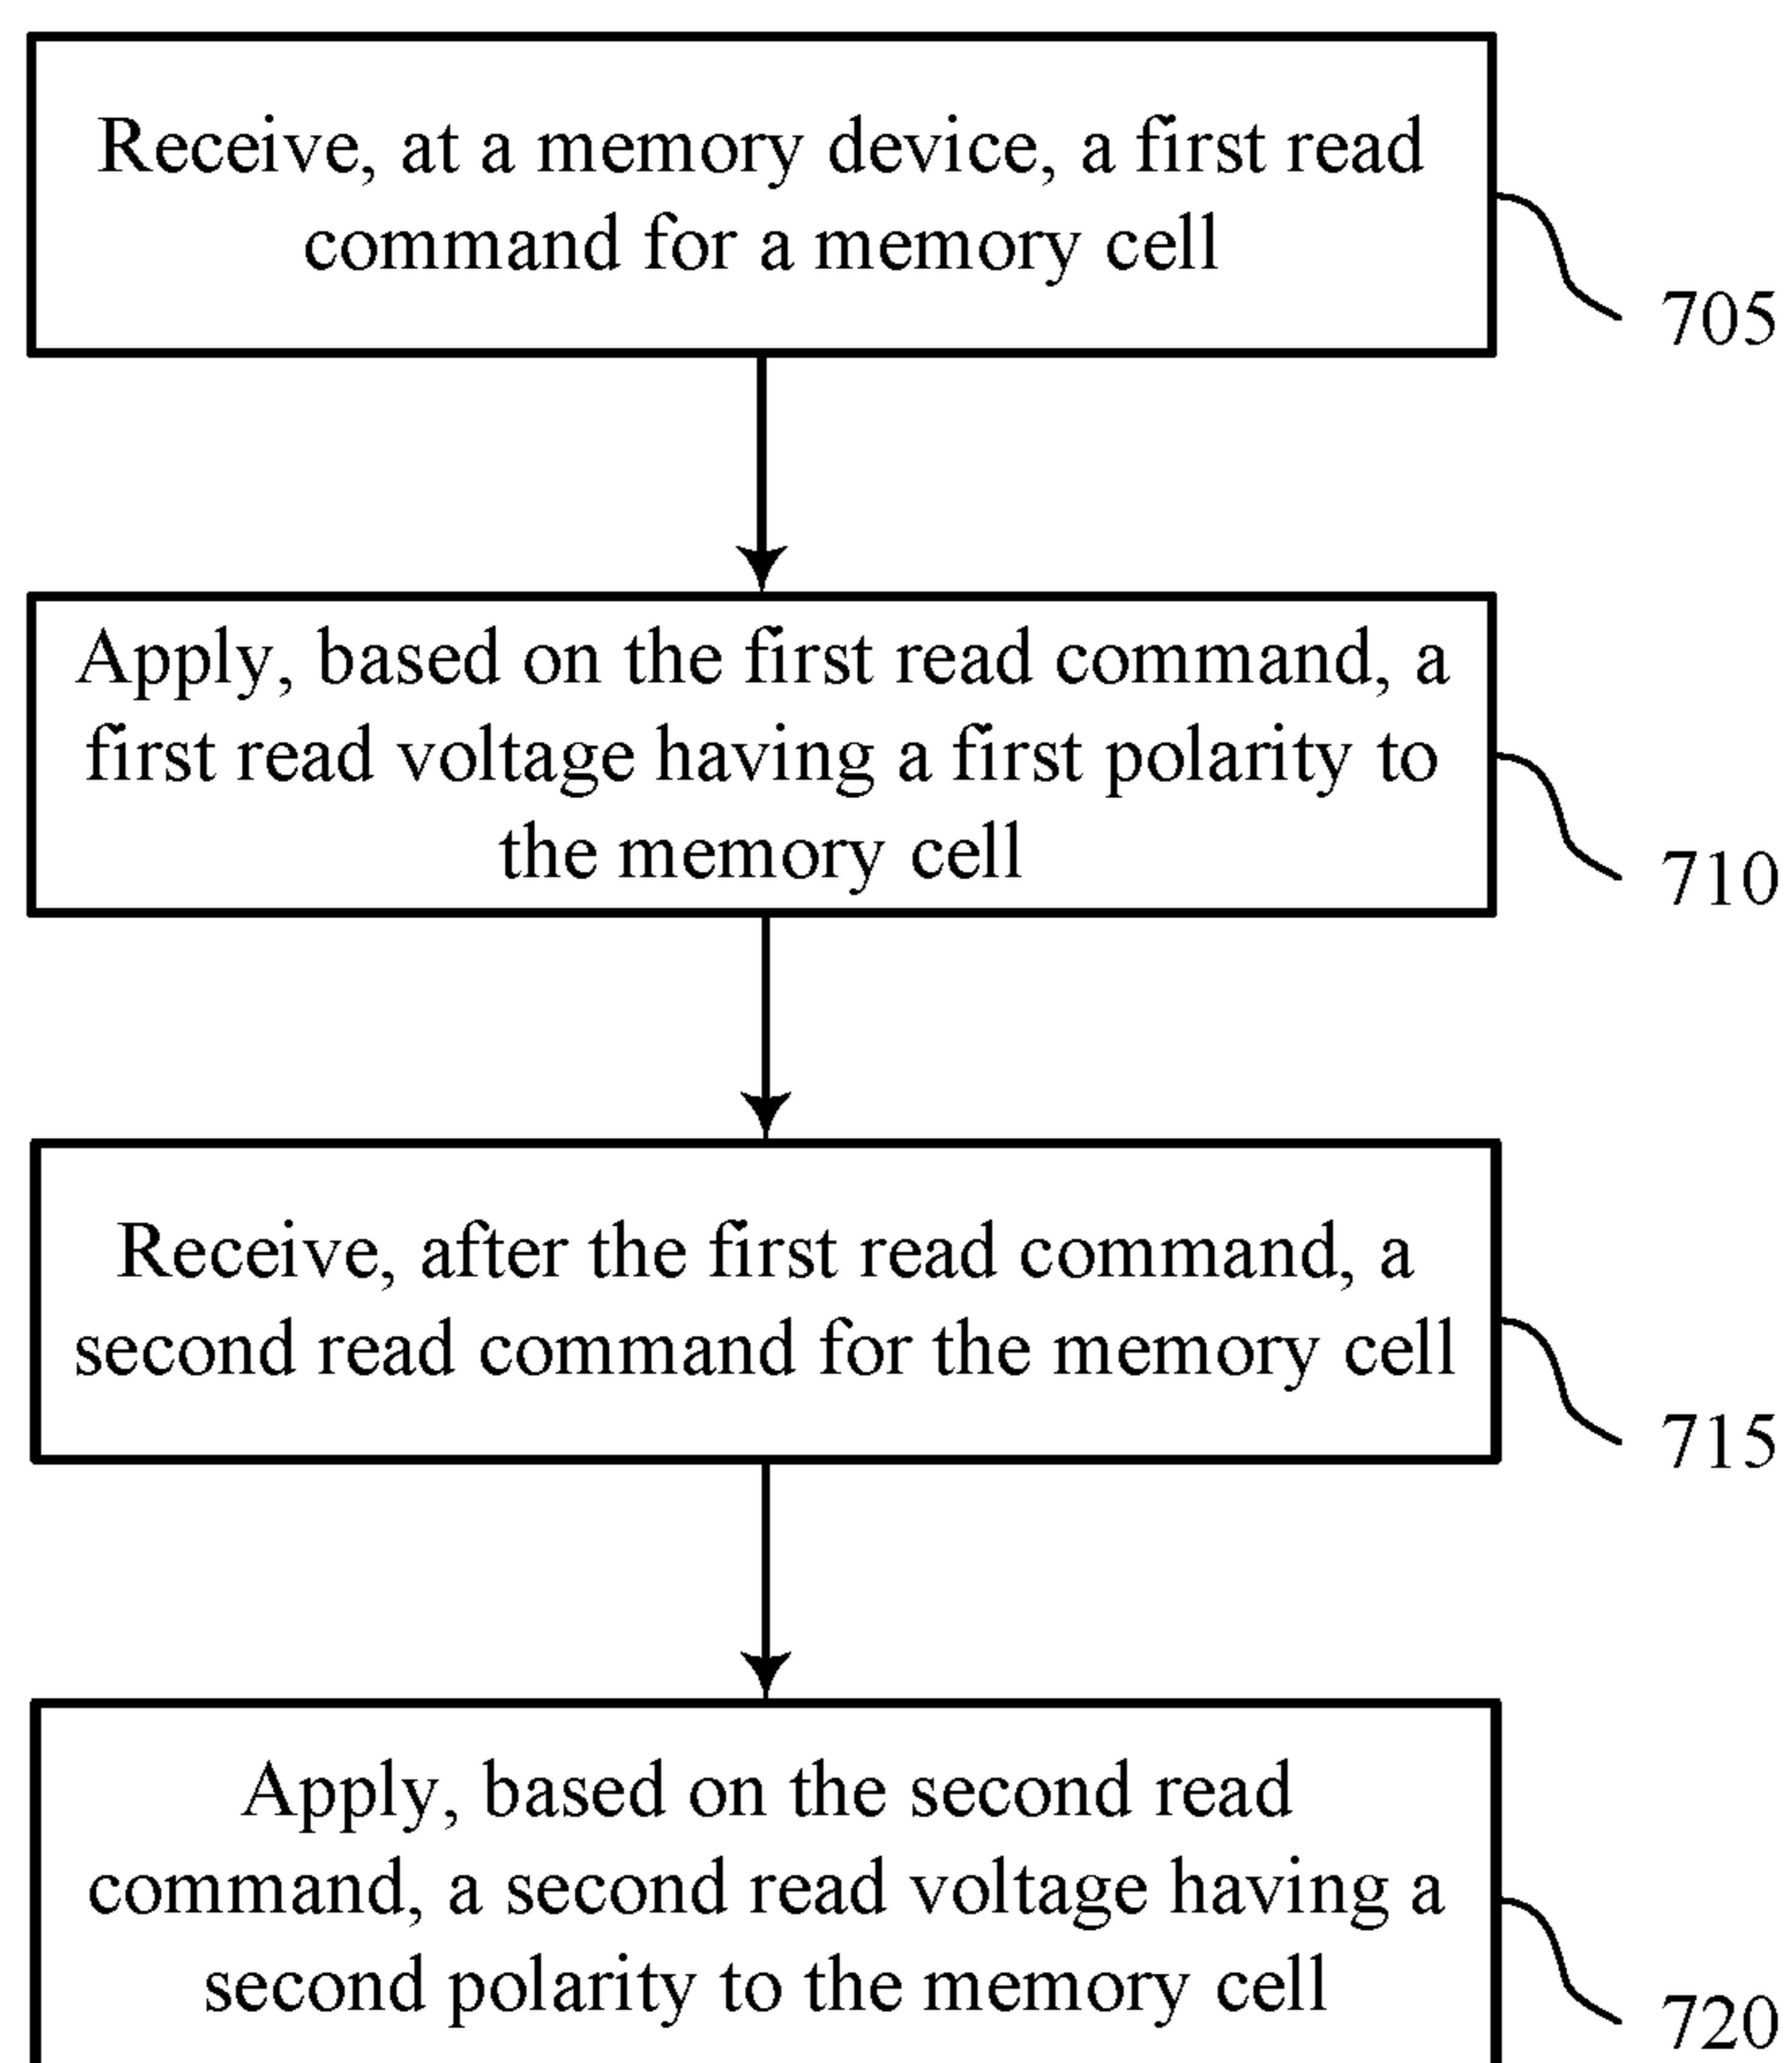 Receive, at a memory device, a first read
command for a memory cell
705
Apply, based on the first read command, a
first read voltage having a first polarity to
the memory cell
710
Receive, after the first read command, a
second read command for the memory cell
715
Apply, based on the second read
command, a second read voltage having a
second polarity to the memory cell
720